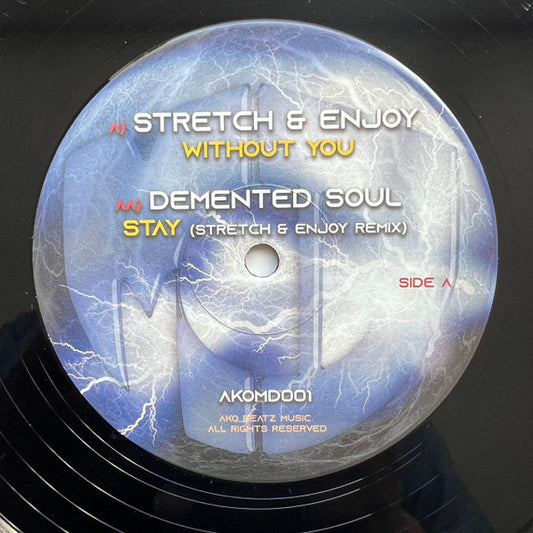 A) STRETCH & ENJOY
WITHOUT YOU
AA) DEMENTED SOUL
STAY (STRETCH & ENJOY REMIX)
SIDE A
AKOMD001
AKO BEATZ MUSIC
ALL RIGHTS RESERVED